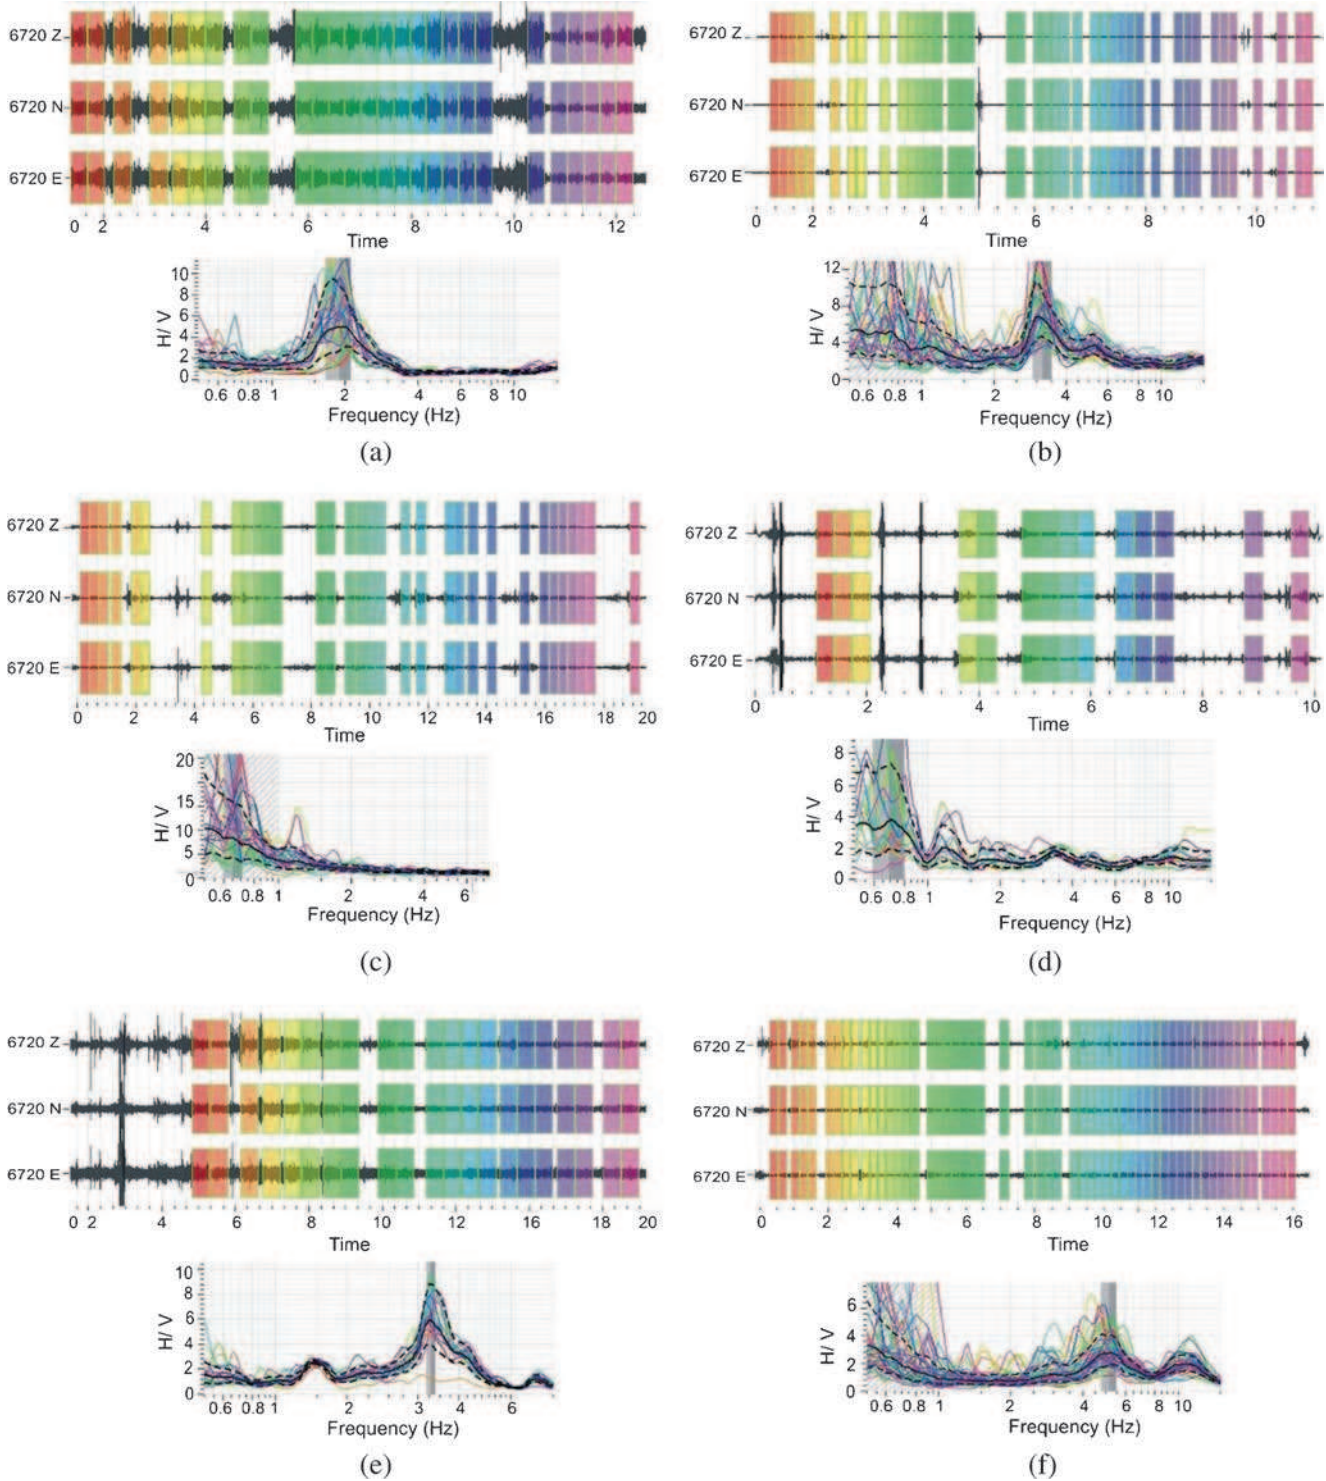 6720 Z
6720 N
6720 E
0 2 4 6 8 10 12
Time
10
8
6
4
2
0
H/ V
0.6 0.8 1 2 4 6 8 10
Frequency (Hz)
(a)
6720 Z
6720 N
6720 E
0 2 4 6 8 10
Time
12
8
4
0
H/ V
0.6 0.8 1 2 4 6 8 10
Frequency (Hz)
(b)
6720 Z
6720 N
6720 E
0 2 4 6 8 10 12 14 16 18 20
Time
20
15
10
5
0
H/ V
0.6 0.8 1 2 4 6
Frequency (Hz)
(c)
6720 Z
6720 N
6720 E
0 2 4 6 8 10
Time
8
6
4
2
0
H/ V
0.6 0.8 1 2 4 6 8 10
Frequency (Hz)
(d)
6720 Z
6720 N
6720 E
0 2 4 6 8 10 12 14 16 18 20
Time
10
8
6
4
2
0
H/ V
0.6 0.8 1 2 3 4 6
Frequency (Hz)
(e)
6720 Z
6720 N
6720 E
0 2 4 6 8 10 12 14 16
Time
6
4
2
0
H/ V
0.6 0.8 1 2 4 6 8 10
Frequency (Hz)
(f)